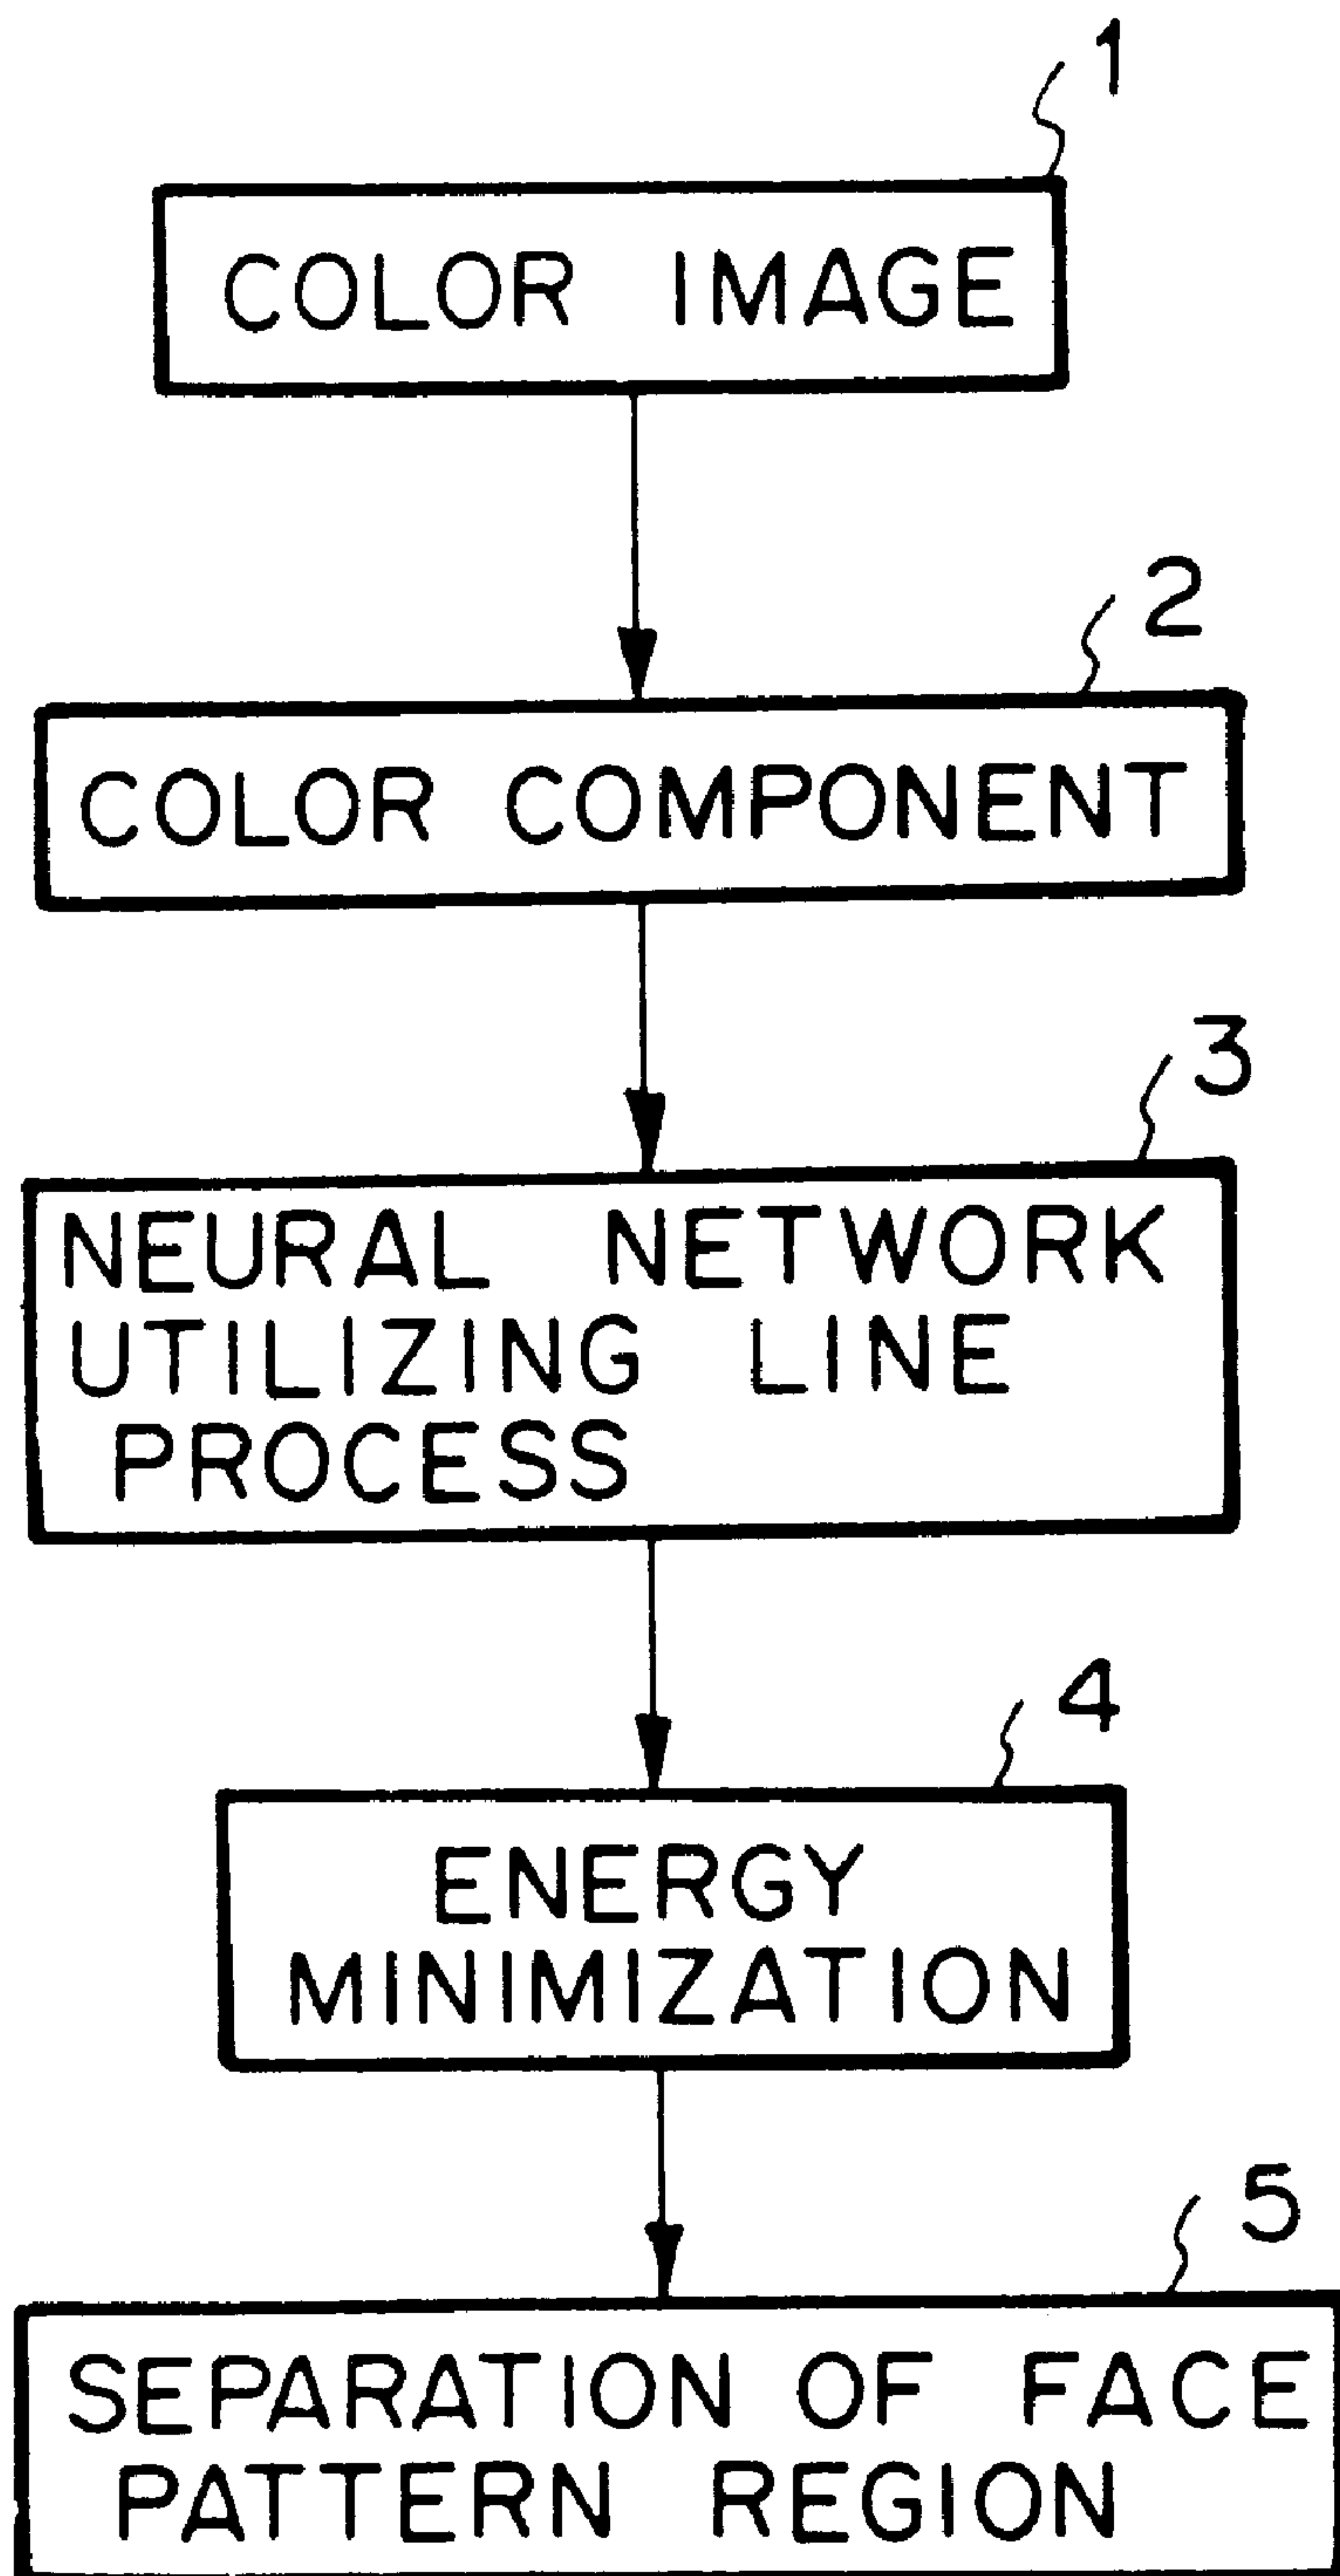 1
COLOR IMAGE
2
COLOR COMPONENT
3
NEURAL NETWORK
UTILIZING LINE
PROCESS
4
ENERGY
MINIMIZATION
5
SEPARATION OF FACE
PATTERN REGION